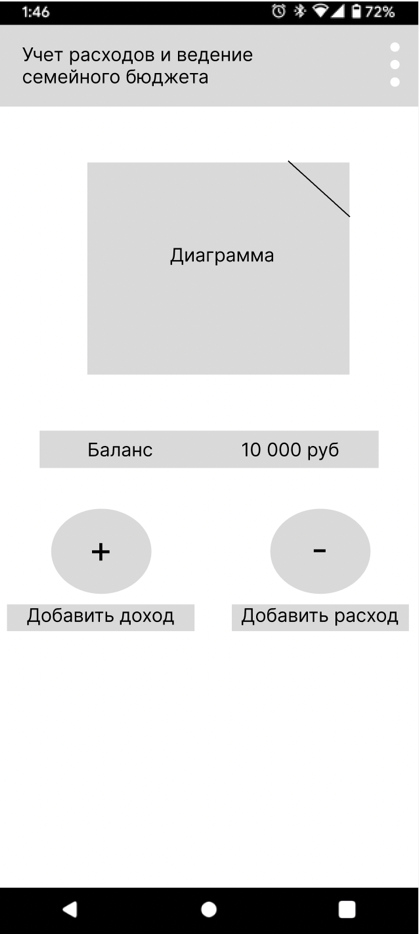 1:46 72%
Учет расходов и ведение
семейного бюджета
Диаграмма
Баланс 10 000 руб
+ -
Добавить доход Добавить расход